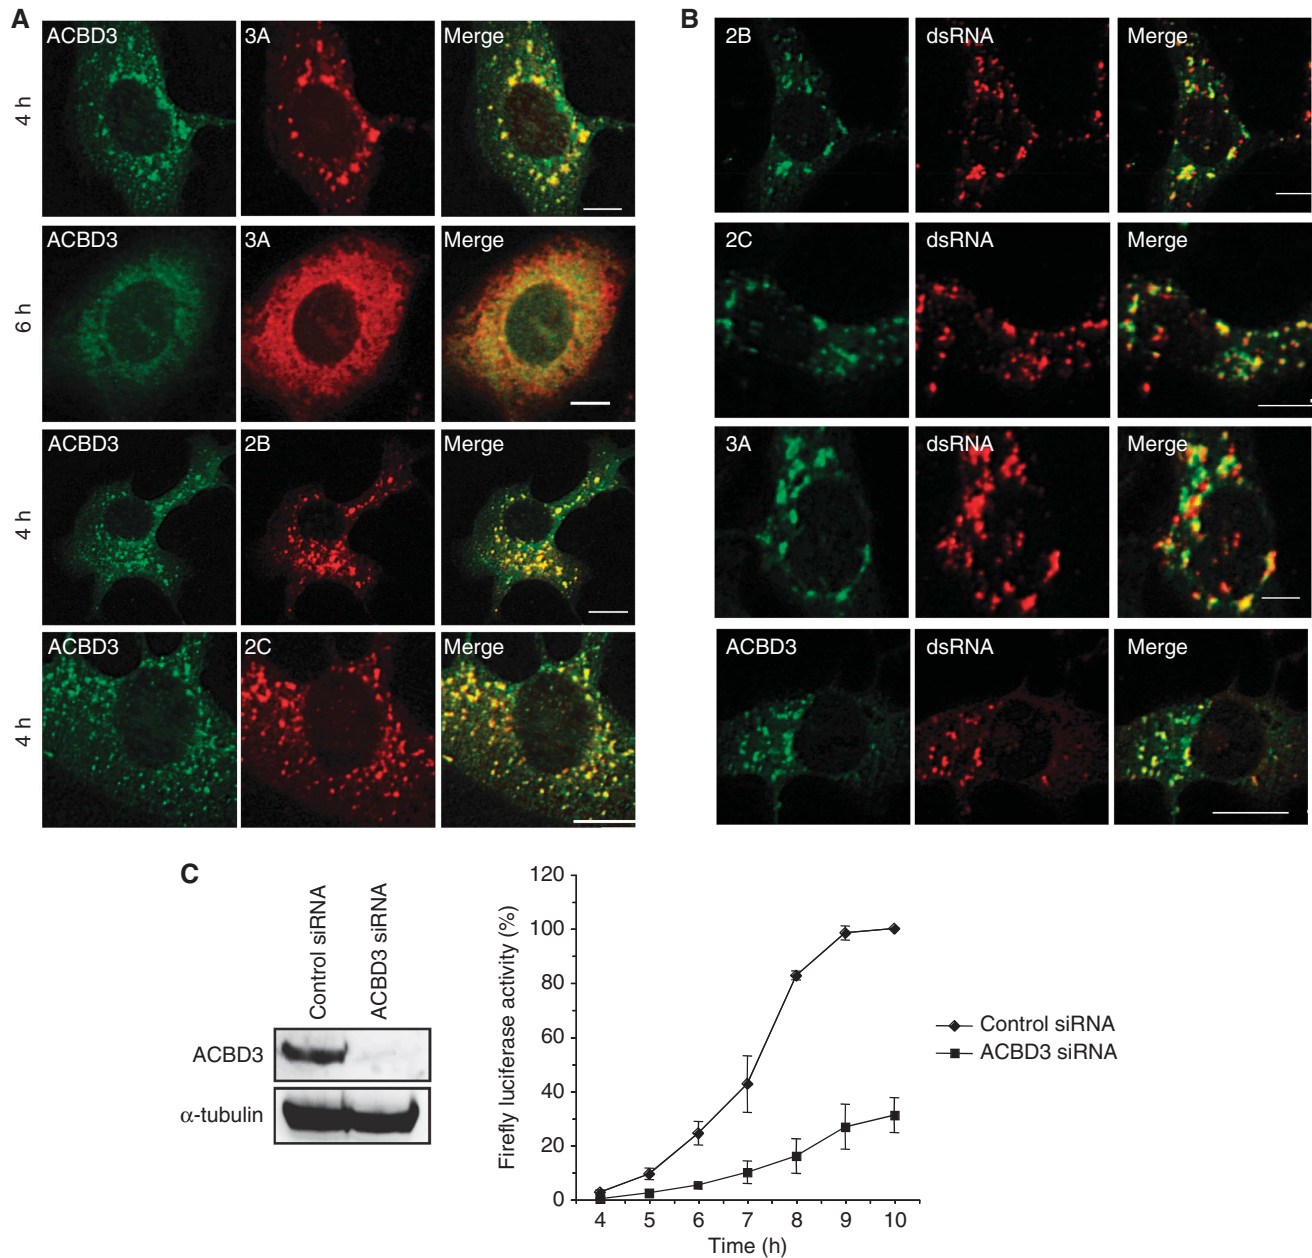 A
ACBD3 3A Merge
4 h
ACBD3 3A Merge
6 h
ACBD3 2B Merge
4 h
ACBD3 2C Merge
4 h
B
2B dsRNA Merge
2C dsRNA Merge
3A dsRNA Merge
ACBD3 dsRNA Merge
C
Control siRNA
ACBD3 siRNA
ACBD3
α-tubulin
Firefly luciferase activity (%)
120
100
80
60
40
20
0
4 5 6 7 8 9 10
Time (h)
Control siRNA
ACBD3 siRNA